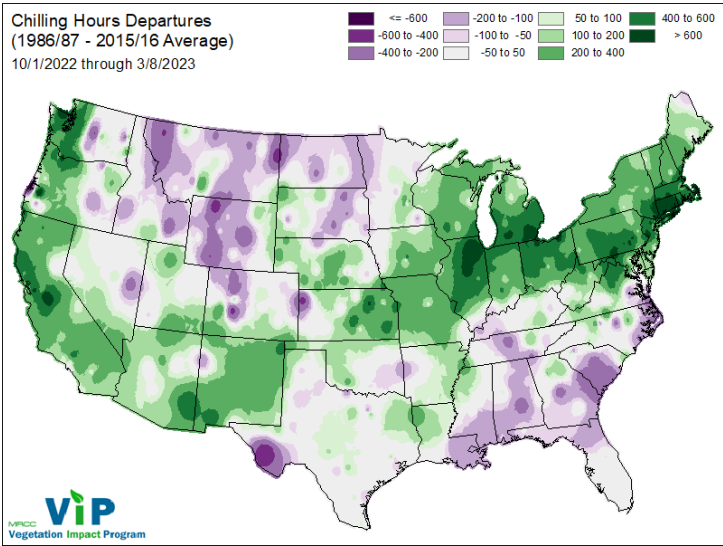 Chilling Hours Departures
(1986/87 - 2015/16 Average)
10/1/2022 through 3/8/2023
<= -600
-600 to -400
-400 to -200
-200 to -100
-100 to -50
-50 to 50
50 to 100
100 to 200
200 to 400
400 to 600
> 600
MRCC
ViP
Vegetation Impact Program